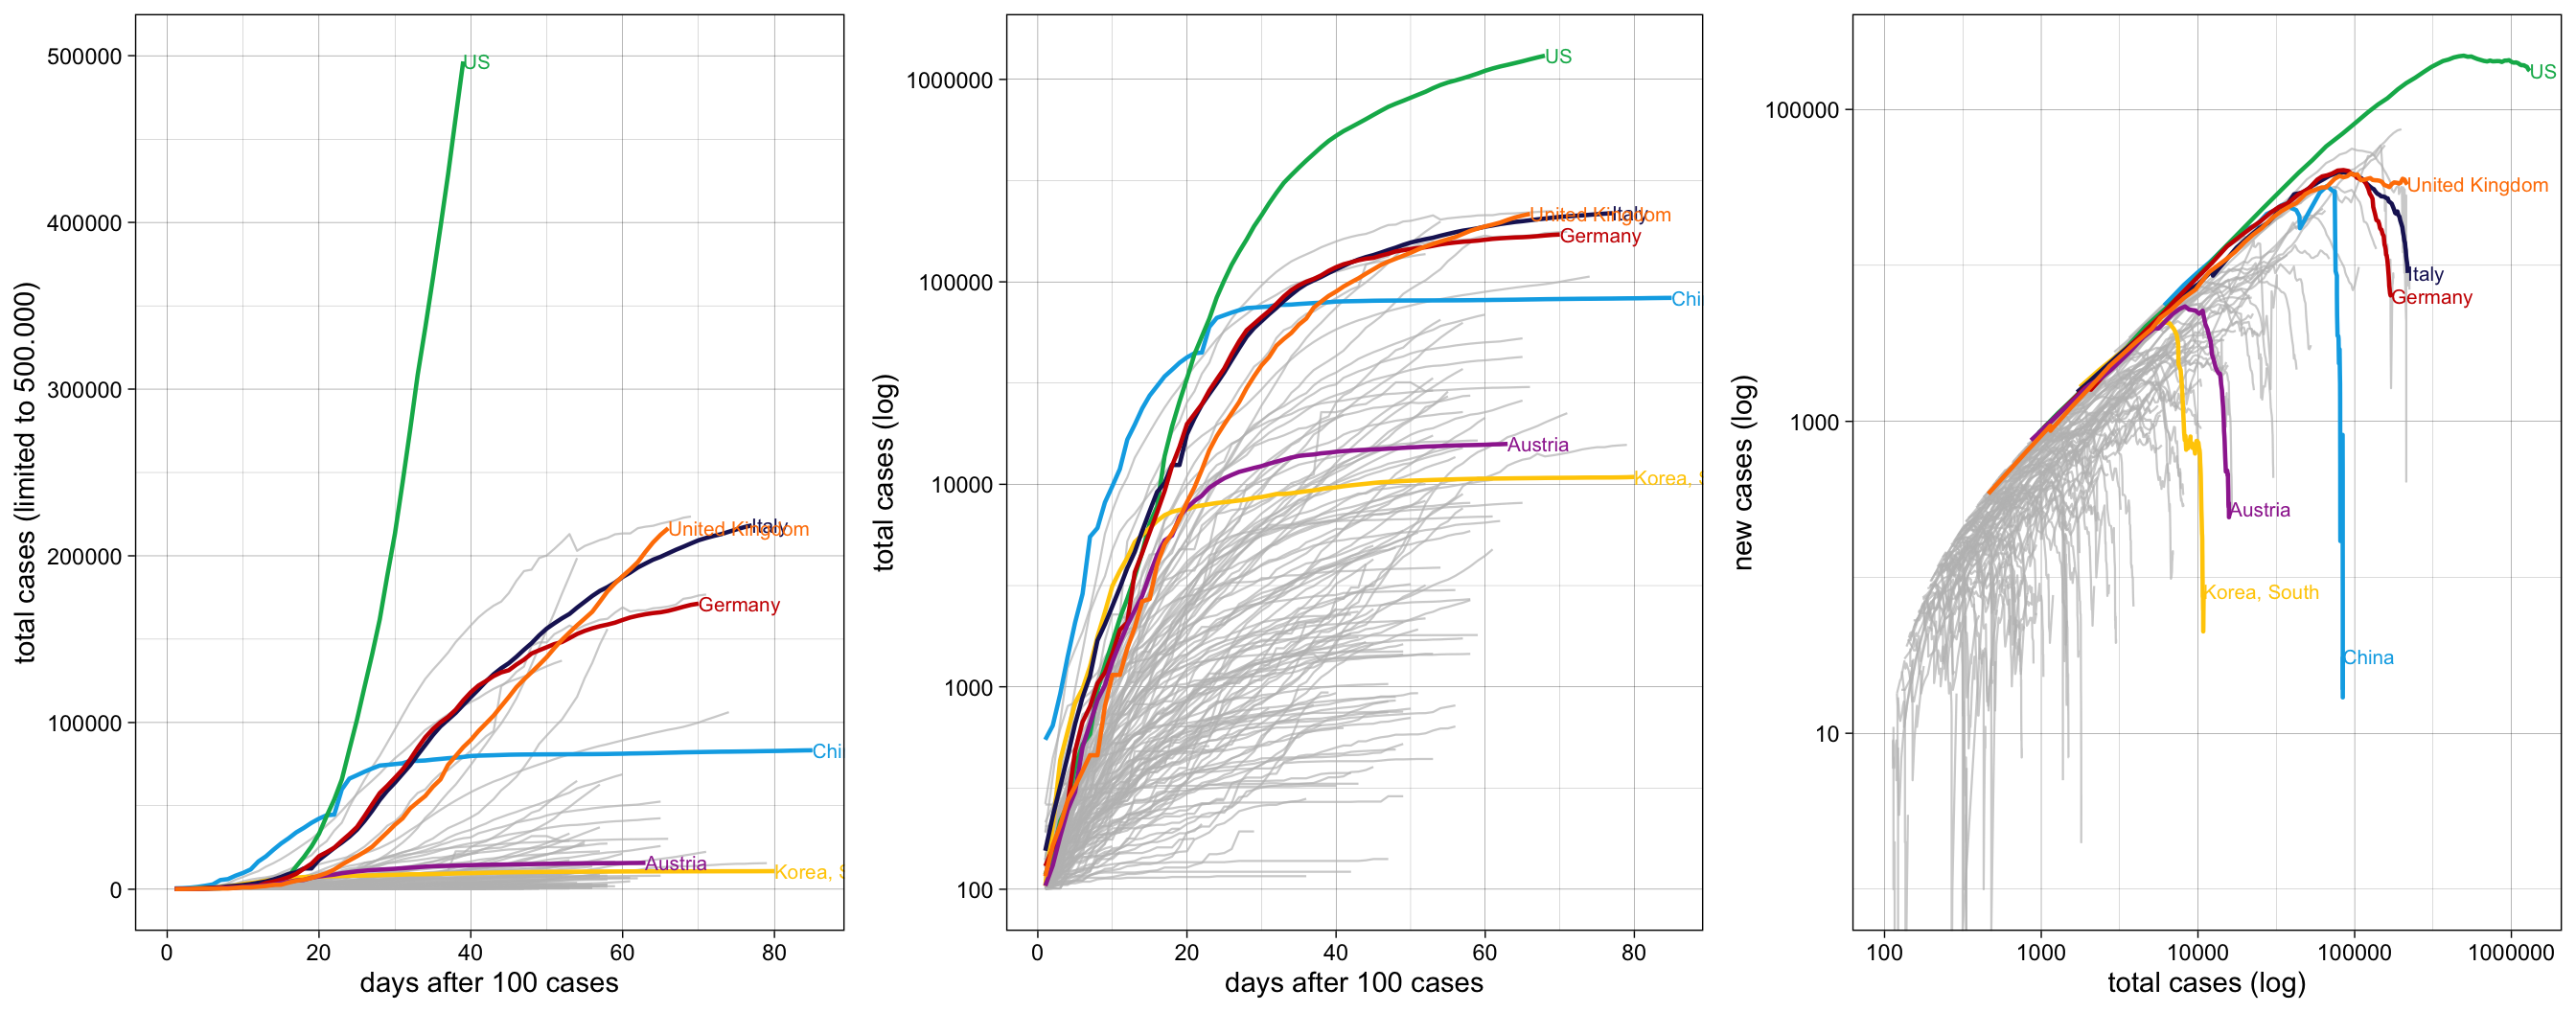 total cases (limited to 500.000)
500000
400000
300000
200000
100000
0
US
United Kingdom
Italy
Germany
Chi
Austria
Korea, S
0 20 40 60 80
days after 100 cases
total cases (log)
1000000
100000
10000
1000
100
US
United Kingdom
Italy
Germany
Chi
Austria
Korea, S
0 20 40 60 80
days after 100 cases
new cases (log)
100000
1000
10
US
United Kingdom
Italy
Germany
Austria
Korea, South
China
100 1000 10000 100000 1000000
total cases (log)